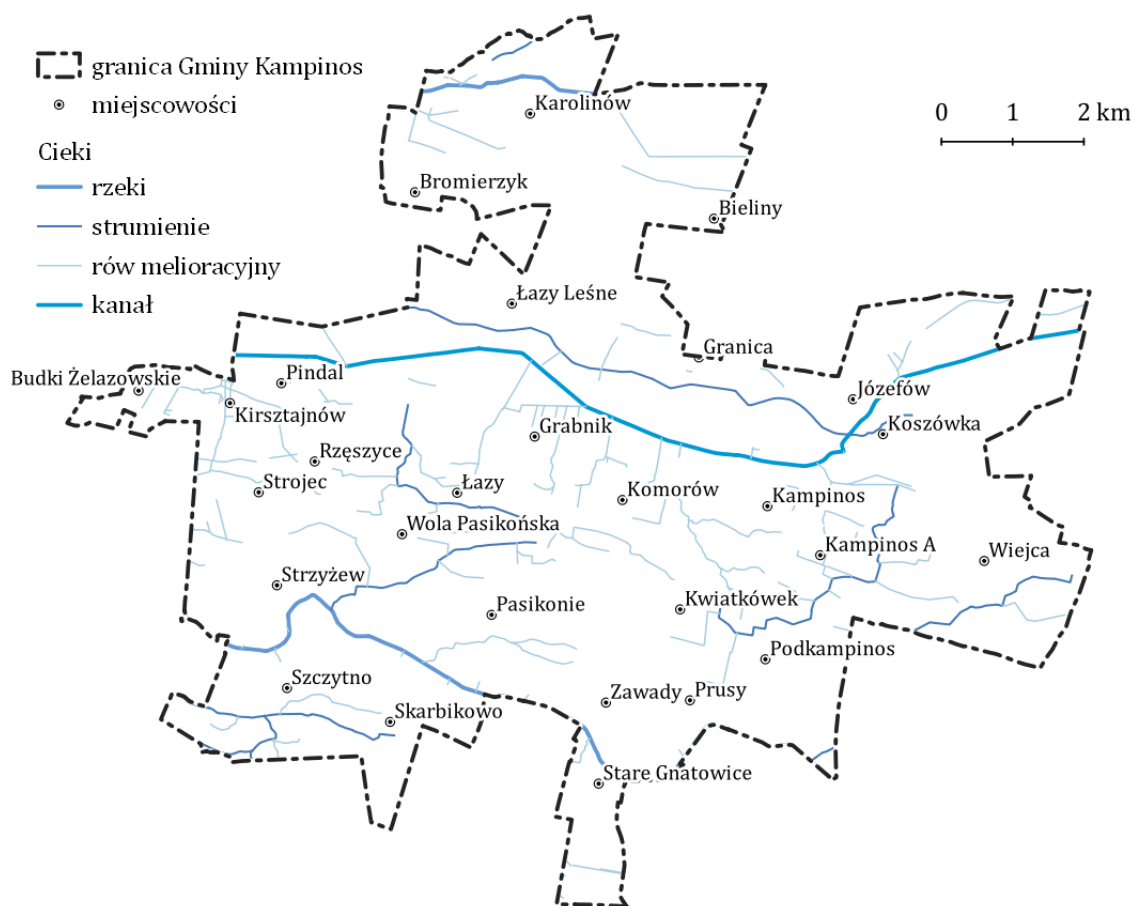 granica Gminy Kampinos
miejscowości
Cieki
rzeki
strumienie
rów melioracyjny
kanał
0 1 2 km
Karolinów
Bromierzyk
Bieliny
Łazy Leśne
Granica
Budki Żelazowskie
Pindal
Józefów
Kirsztajnów
Koszówka
Grabnik
Rzęszyce
Strojec
Łazy
Komorów
Kampinos
Wola Pasikońska
Kampinos A
Wiejca
Strzyżew
Pasikonie
Kwiatkówek
Podkampinos
Szczytno
Zawady
Prusy
Skarbikowo
Stare Gnatowice